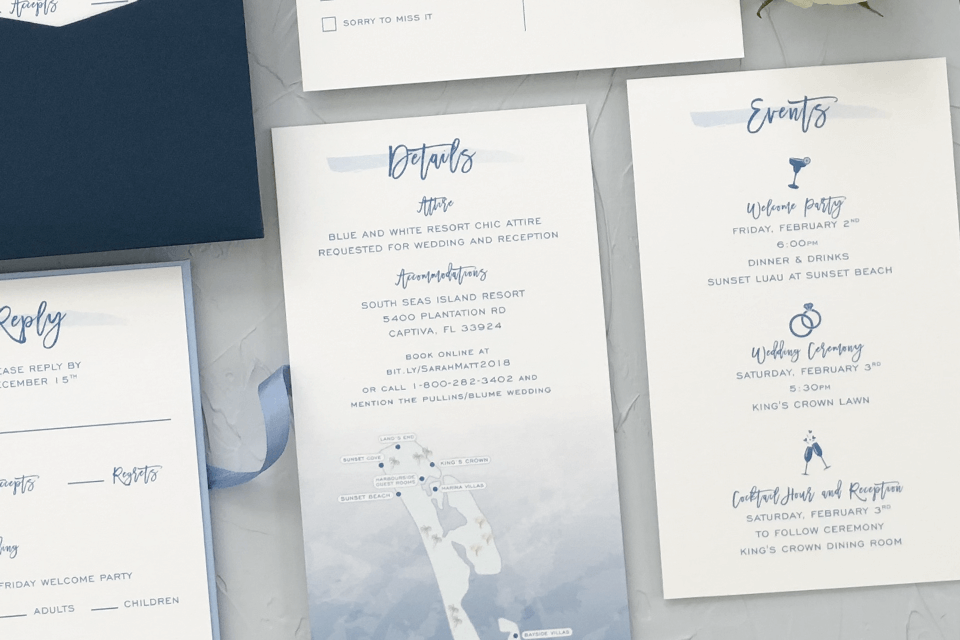 Accepts
SORRY TO MISS IT
Details
Attire
BLUE AND WHITE RESORT CHIC ATTIRE
REQUESTED FOR WEDDING AND RECEPTION
Accommodations
SOUTH SEAS ISLAND RESORT
5400 PLANTATION RD
CAPTIVA, FL 33924
BOOK ONLINE AT
BIT.LY/SARAHMATT2018
OR CALL 1-800-282-3402 AND
MENTION THE PULLINS/BLUME WEDDING
LAND'S END
SUNSET COVE
KING'S CROWN
HARBOURSIDE
GUEST ROOMS
MARINA VILLAS
SUNSET BEACH
BAYSIDE VILLAS
Events
Welcome Party
FRIDAY, FEBRUARY 2ND
6:00PM
DINNER & DRINKS
SUNSET LUAU AT SUNSET BEACH
Wedding Ceremony
SATURDAY, FEBRUARY 3RD
5:30PM
KING'S CROWN LAWN
Cocktail Hour and Reception
SATURDAY, FEBRUARY 3RD
TO FOLLOW CEREMONY
KING'S CROWN DINING ROOM
Reply
EASE REPLY BY
ECEMBER 15TH
cepts Regrets
ing
FRIDAY WELCOME PARTY
ADULTS CHILDREN